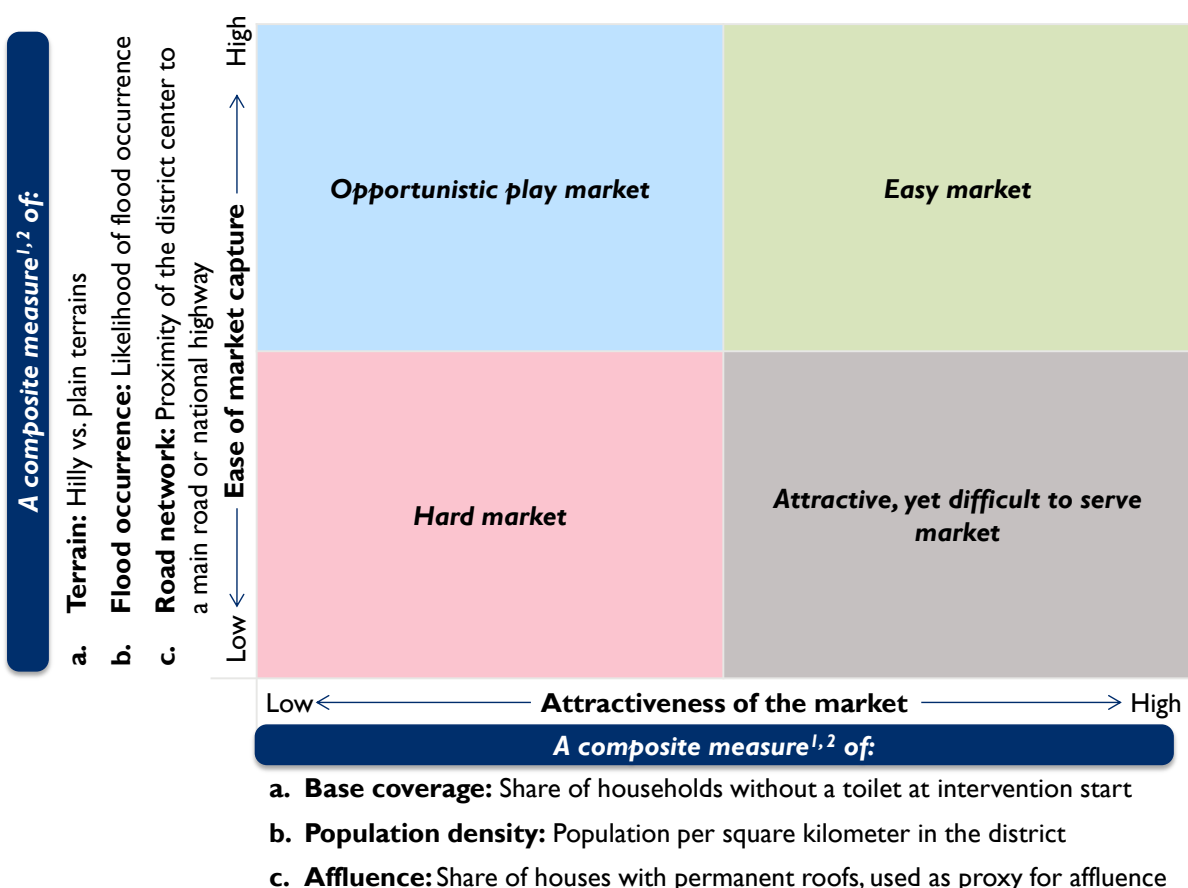 A composite measure1,2 of:
a. Terrain: Hilly vs. plain terrains
b. Flood occurrence: Likelihood of flood occurrence
c. Road network: Proximity of the district center to
a main road or national highway
Low Ease of market capture High
Opportunistic play market
Easy market
Hard market
Attractive, yet difficult to serve
market
Low Attractiveness of the market High
A composite measure1,2 of:
a. Base coverage: Share of households without a toilet at intervention start
b. Population density: Population per square kilometer in the district
c. Affluence: Share of houses with permanent roofs, used as proxy for affluence